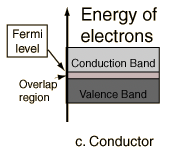 Energy of
electrons
Fermi
level
Conduction Band
Overlap
region
Valence Band
c. Conductor